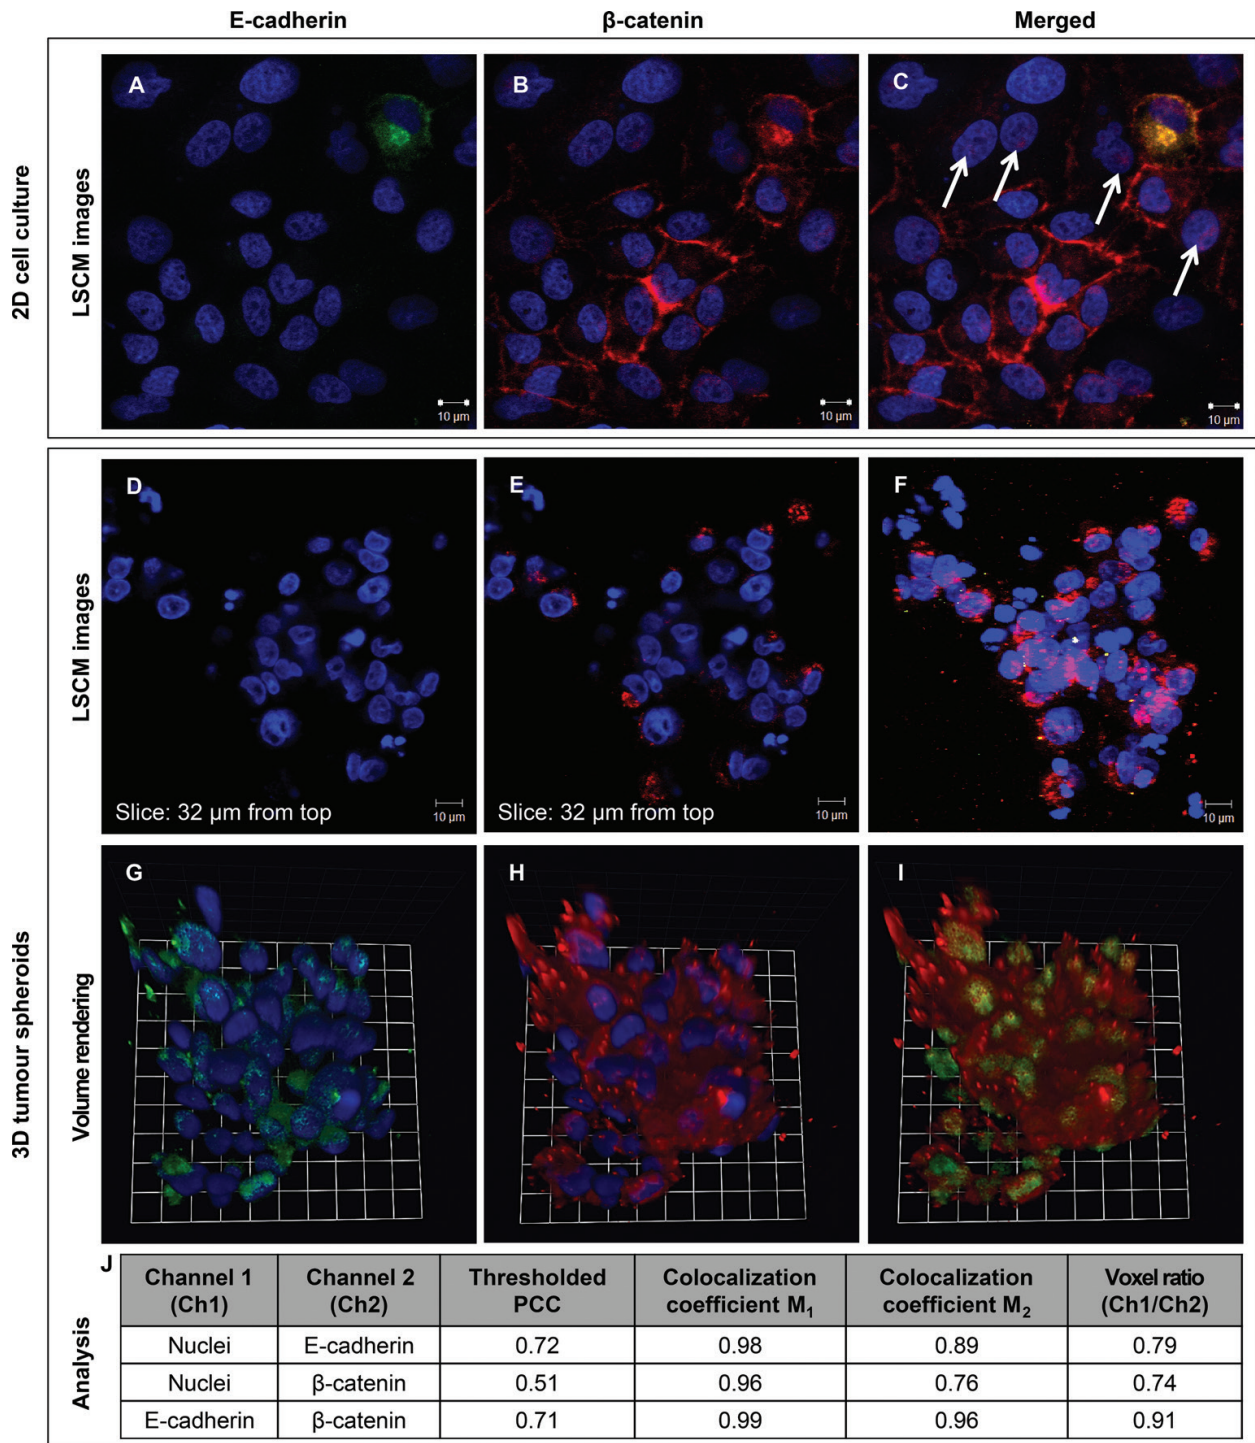 E-cadherin β-catenin Merged
2D cell culture
LSCM images
A B C
10 µm 10 µm 10 µm
3D tumour spheroids
LSCM images
D E F
Slice: 32 µm from top Slice: 32 µm from top
10 µm 10 µm 10 µm
Volume rendering
G H I
J
Analysis
Channel 1 (Ch1) Channel 2 (Ch2) Thresholded PCC Colocalization coefficient M₁ Colocalization coefficient M₂ Voxel ratio (Ch1/Ch2)
Nuclei E-cadherin 0.72 0.98 0.89 0.79
Nuclei β-catenin 0.51 0.96 0.76 0.74
E-cadherin β-catenin 0.71 0.99 0.96 0.91